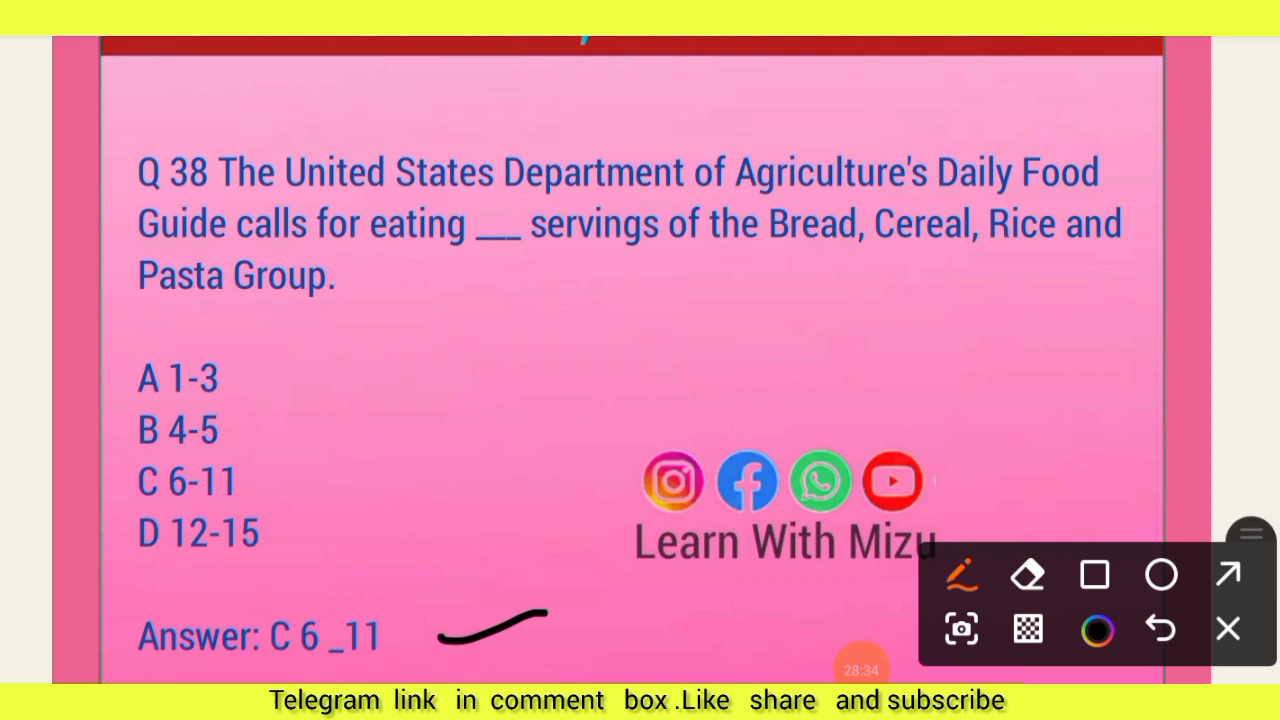 Q 38 The United States Department of Agriculture's Daily Food
Guide calls for eating ___ servings of the Bread, Cereal, Rice and
Pasta Group.
A 1-3
B 4-5
C 6-11
D 12-15
Learn With Mizu
Answer: C 6 _11
28:34
Telegram link in comment box .Like share and subscribe